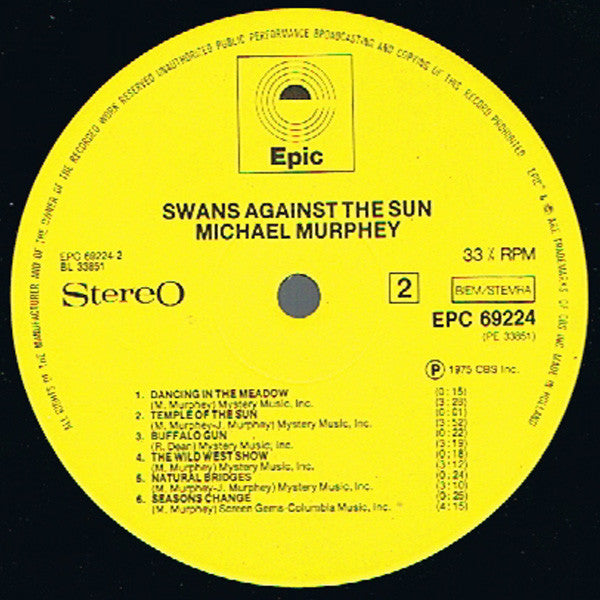 ALL RIGHTS OF THE MANUFACTURER AND OF THE OWNER OF THE RECORDED WORK RESERVED UNAUTHORIZED PUBLIC PERFORMANCE BROADCASTING AND COPYING OF THIS RECORD PROHIBITED
EPIC & ARE TRADEMARKS OF CBS INC. MADE IN HOLLAND
Epic
SWANS AGAINST THE SUN
MICHAEL MURPHEY
EPC 69224-2
BL 33851
33⅓ RPM
Stereo
2
BIEM/STEMRA
EPC 69224
(PE 33851)
Ⓟ 1975 CBS Inc.
1. DANCING IN THE MEADOW (0:15)
(M. Murphey) Mystery Music, Inc. (3:28)
2. TEMPLE OF THE SUN (0:01)
(M. Murphey-J. Murphey) Mystery Music, Inc. (3:52)
3. BUFFALO GUN (0:22)
(R. Dean) Mystery Music, Inc. (3:19)
4. THE WILD WEST SHOW (0:18)
(M. Murphey) Mystery Music, Inc. (3:12)
5. NATURAL BRIDGES (0:24)
(M. Murphey-J. Murphey) Mystery Music, Inc. (3:10)
6. SEASONS CHANGE (0:25)
(M. Murphey) Screen Gems-Columbia Music, Inc. (4:15)